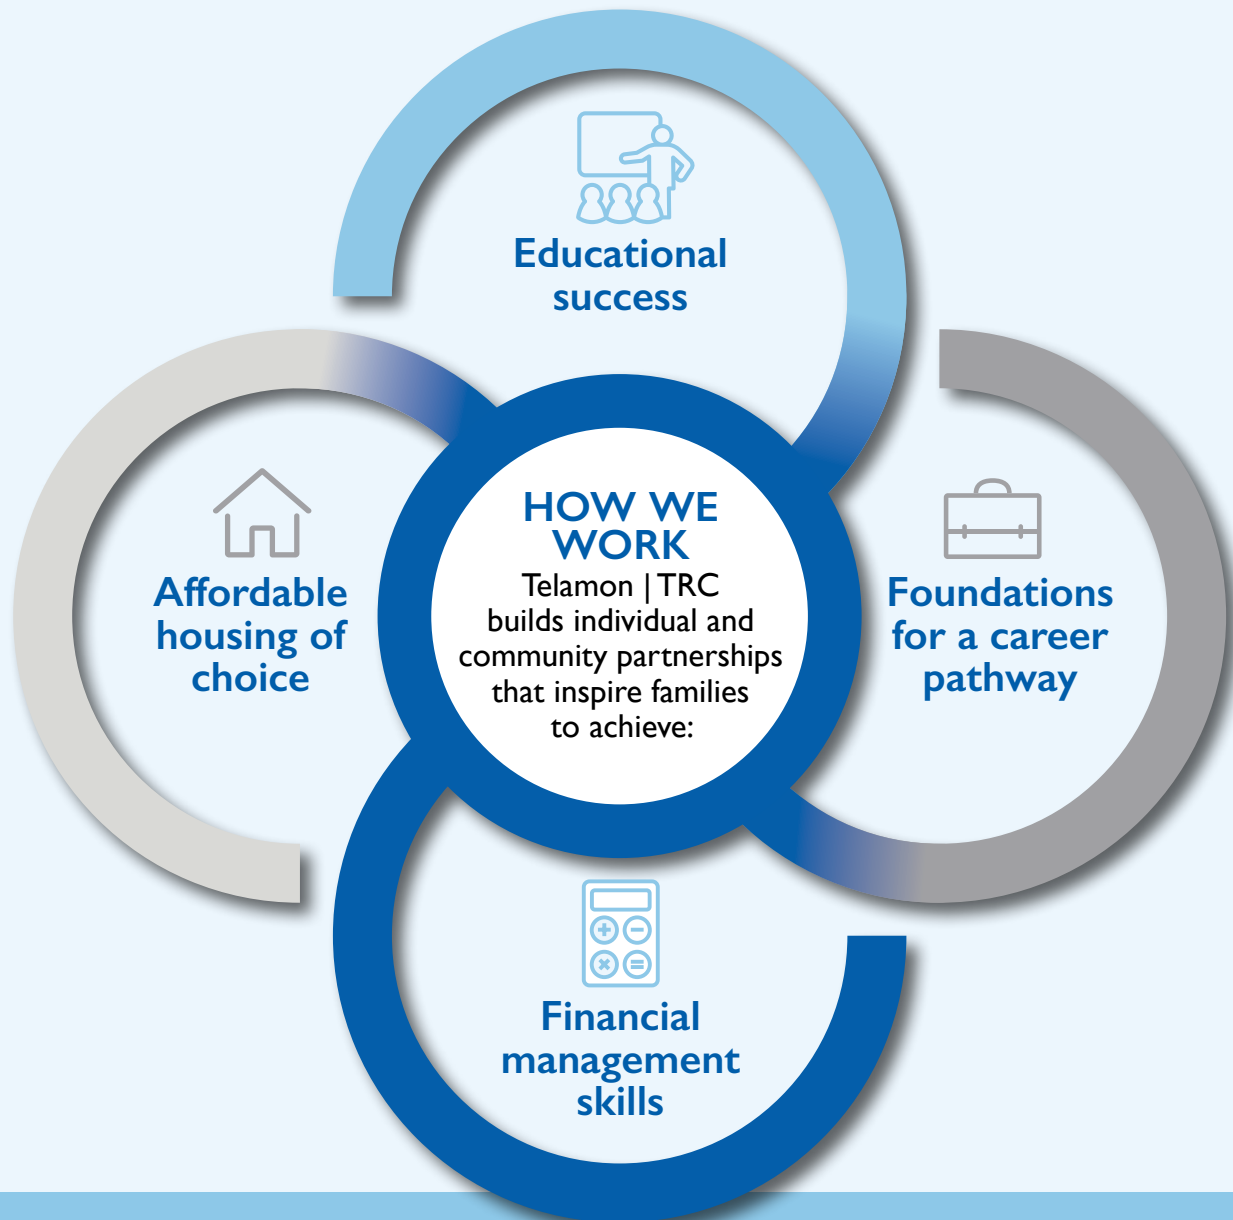 Educational
success
HOW WE
WORK
Telamon | TRC
builds individual and
community partnerships
that inspire families
to achieve:
Affordable
housing of
choice
Foundations
for a career
pathway
Financial
management
skills